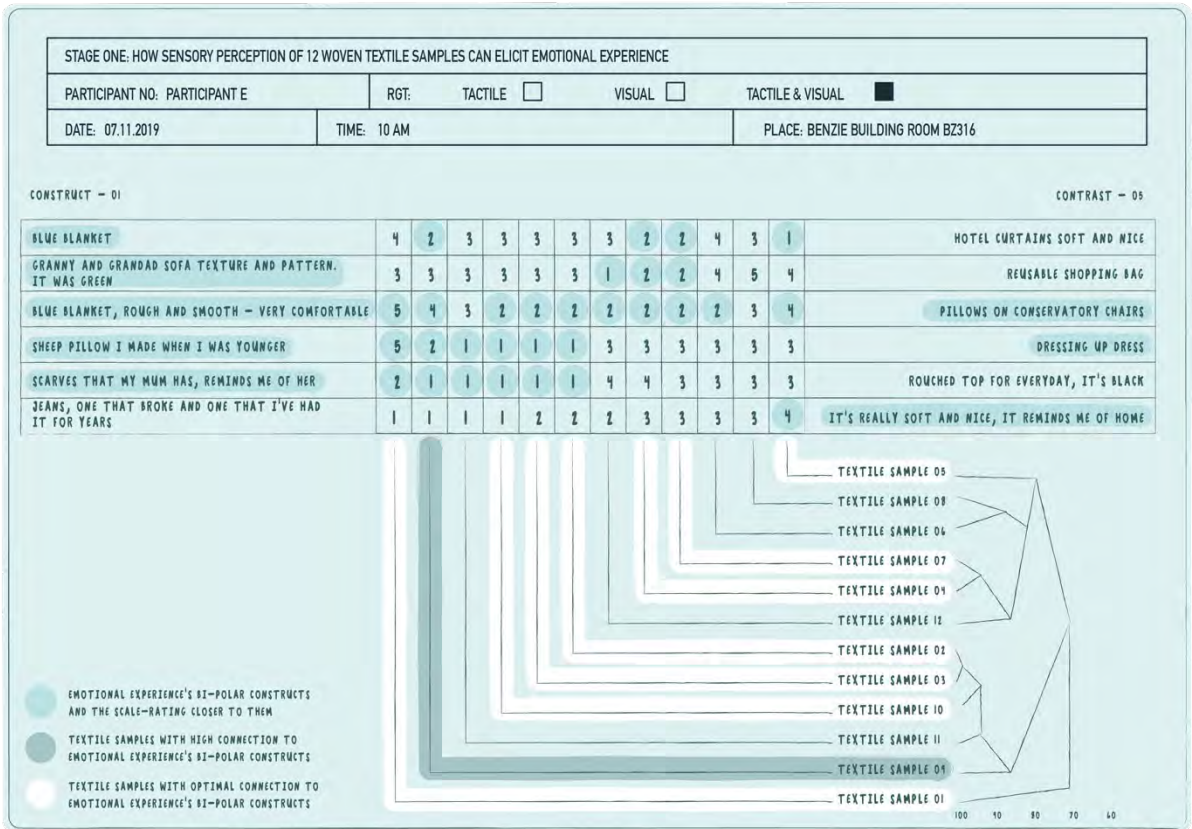 STAGE ONE: HOW SENSORY PERCEPTION OF 12 WOVEN TEXTILE SAMPLES CAN ELICIT EMOTIONAL EXPERIENCE
PARTICIPANT NO: PARTICIPANT E RGT: TACTILE VISUAL TACTILE & VISUAL
DATE: 07.11.2019 TIME: 10 AM PLACE: BENZIE BUILDING ROOM BZ316
CONSTRUCT – 01 CONTRAST – 05
BLUE BLANKET 4 2 3 3 3 3 3 2 2 4 3 1 HOTEL CURTAINS SOFT AND NICE
GRANNY AND GRANDAD SOFA TEXTURE AND PATTERN.
IT WAS GREEN 3 3 3 3 3 3 1 2 2 4 5 4 REUSABLE SHOPPING BAG
BLUE BLANKET, ROUGH AND SMOOTH – VERY COMFORTABLE 5 4 3 2 2 2 2 2 2 2 3 4 PILLOWS ON CONSERVATORY CHAIRS
SHEEP PILLOW I MADE WHEN I WAS YOUNGER 5 2 1 1 1 1 3 3 3 3 3 3 DRESSING UP DRESS
SCARVES THAT MY MUM HAS, REMINDS ME OF HER 2 1 1 1 1 1 4 4 3 3 3 3 ROUCHED TOP FOR EVERYDAY, IT'S BLACK
JEANS, ONE THAT BROKE AND ONE THAT I'VE HAD
IT FOR YEARS 1 1 1 1 2 2 2 3 3 3 3 4 IT'S REALLY SOFT AND NICE, IT REMINDS ME OF HOME
TEXTILE SAMPLE 05
TEXTILE SAMPLE 08
TEXTILE SAMPLE 06
TEXTILE SAMPLE 07
TEXTILE SAMPLE 04
TEXTILE SAMPLE 12
TEXTILE SAMPLE 02
TEXTILE SAMPLE 03
TEXTILE SAMPLE 10
TEXTILE SAMPLE 11
TEXTILE SAMPLE 09
TEXTILE SAMPLE 01
100 90 80 70 60
EMOTIONAL EXPERIENCE'S BI-POLAR CONSTRUCTS
AND THE SCALE-RATING CLOSER TO THEM
TEXTILE SAMPLES WITH HIGH CONNECTION TO
EMOTIONAL EXPERIENCE'S BI-POLAR CONSTRUCTS
TEXTILE SAMPLES WITH OPTIMAL CONNECTION TO
EMOTIONAL EXPERIENCE'S BI-POLAR CONSTRUCTS